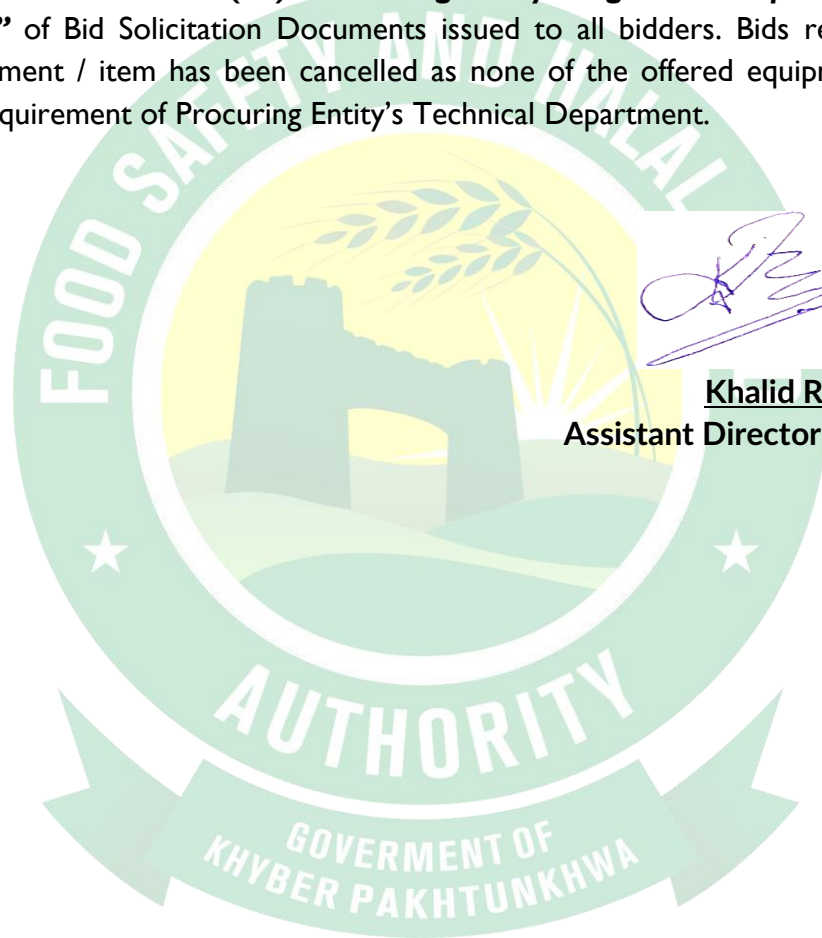 ” of Bid Solicitation Documents issued to all bidders. Bids re
ment / item has been cancelled as none of the offered equipm
quirement of Procuring Entity’s Technical Department.
FOOD SAFETY AND HALAL
Khalid R
Assistant Director
AUTHORITY
GOVERMENT OF
KHYBER PAKHTUNKHWA